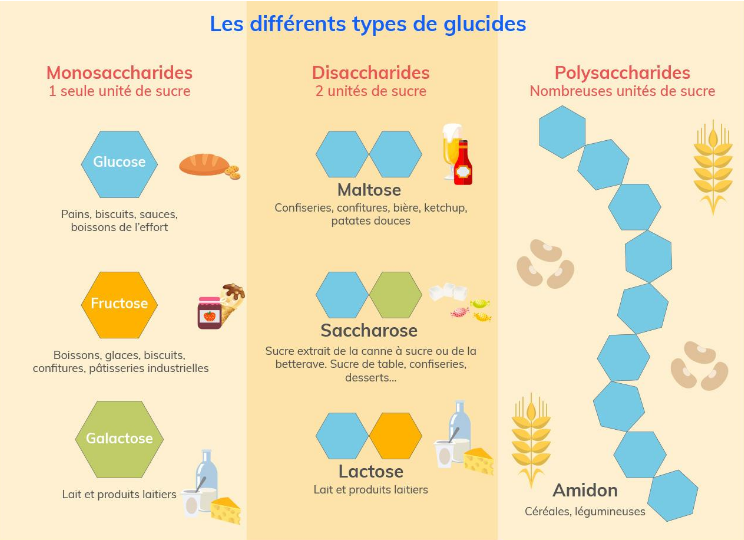 Les différents types de glucides
Monosaccharides
1 seule unité de sucre
Glucose
Pains, biscuits, sauces,
boissons de l'effort
Fructose
Boissons, glaces, biscuits,
confitures, pâtisseries industrielles
Galactose
Lait et produits laitiers
Disaccharides
2 unités de sucre
Maltose
Confiseries, confitures, bière, ketchup,
patates douces
Saccharose
Sucre extrait de la canne à sucre ou de la
betterave. Sucre de table, confiseries,
desserts...
Lactose
Lait et produits laitiers
Polysaccharides
Nombreuses unités de sucre
Amidon
Céréales, légumineuses